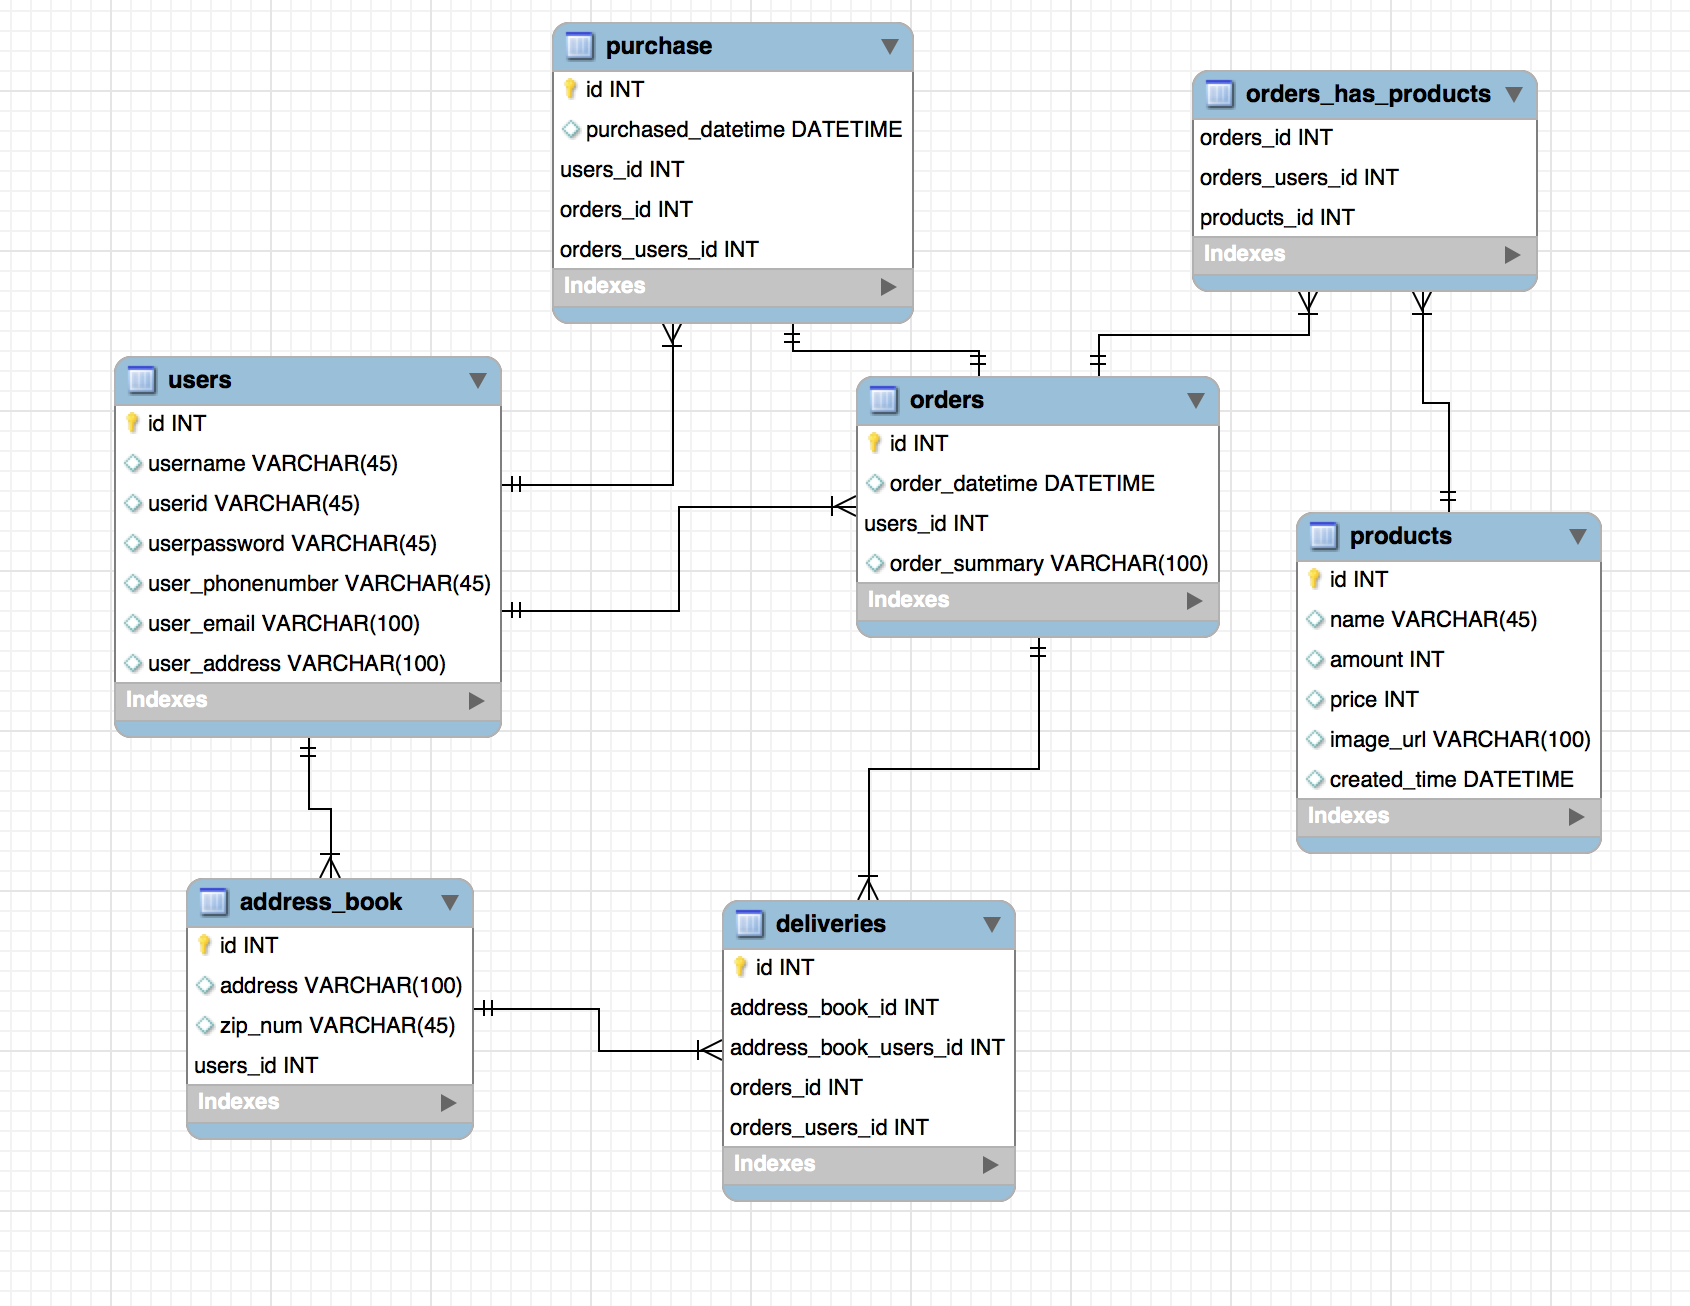 purchase
id INT
purchased_datetime DATETIME
users_id INT
orders_id INT
orders_users_id INT
Indexes
orders_has_products
orders_id INT
orders_users_id INT
products_id INT
Indexes
users
id INT
username VARCHAR(45)
userid VARCHAR(45)
userpassword VARCHAR(45)
user_phonenumber VARCHAR(45)
user_email VARCHAR(100)
user_address VARCHAR(100)
Indexes
orders
id INT
order_datetime DATETIME
users_id INT
order_summary VARCHAR(100)
Indexes
products
id INT
name VARCHAR(45)
amount INT
price INT
image_url VARCHAR(100)
created_time DATETIME
Indexes
address_book
id INT
address VARCHAR(100)
zip_num VARCHAR(45)
users_id INT
Indexes
deliveries
id INT
address_book_id INT
address_book_users_id INT
orders_id INT
orders_users_id INT
Indexes